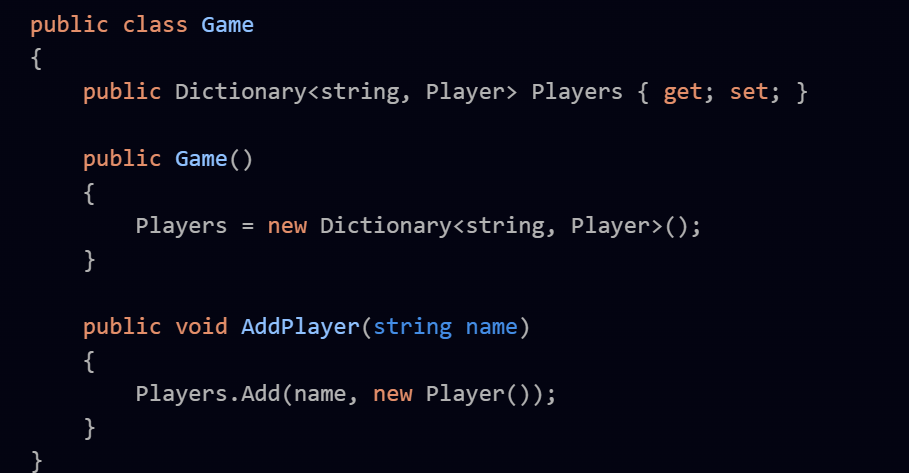 public class Game
{
    public Dictionary<string, Player> Players { get; set; }

    public Game()
    {
        Players = new Dictionary<string, Player>();
    }

    public void AddPlayer(string name)
    {
        Players.Add(name, new Player());
    }
}